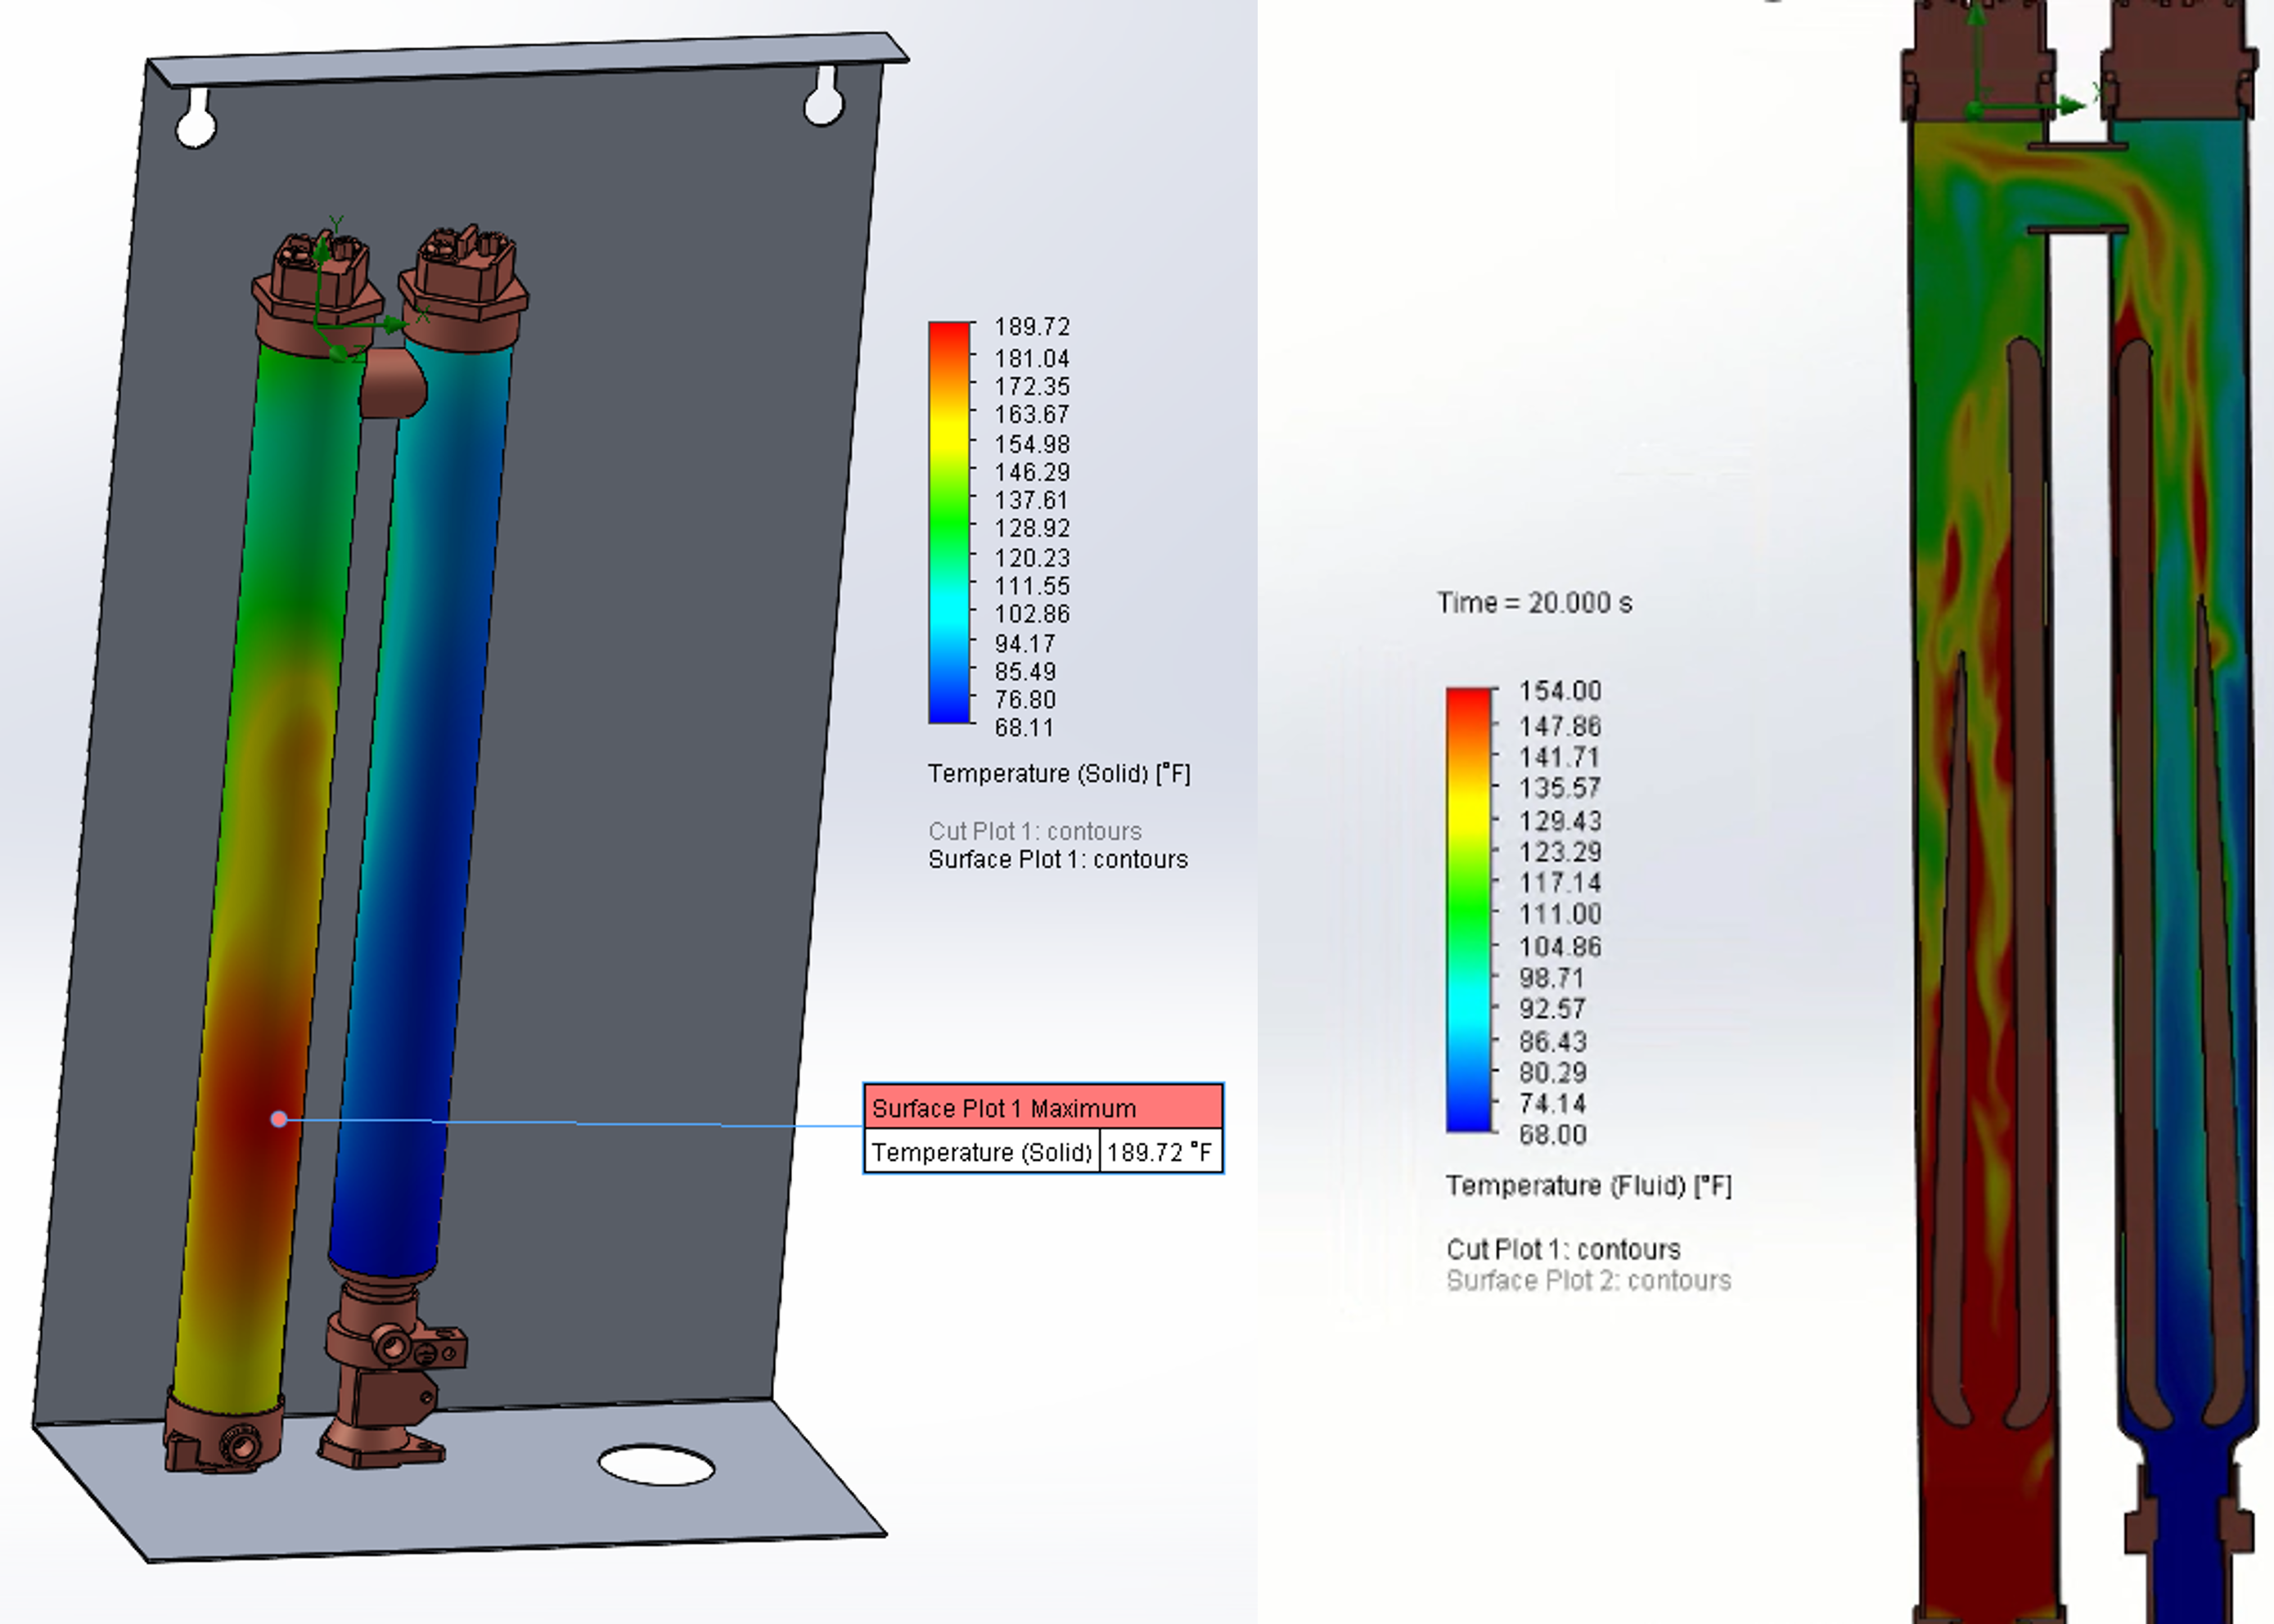 Y
X
Z
189.72
181.04
172.35
163.67
154.98
146.29
137.61
128.92
120.23
111.55
102.86
94.17
85.49
76.80
68.11
Temperature (Solid) [°F]
Cut Plot 1: contours
Surface Plot 1: contours
Surface Plot 1 Maximum
Temperature (Solid) 189.72 °F
Time = 20.000 s
154.00
147.86
141.71
135.57
129.43
123.29
117.14
111.00
104.86
98.71
92.57
86.43
80.29
74.14
68.00
Temperature (Fluid) [°F]
Cut Plot 1: contours
Surface Plot 2: contours
X